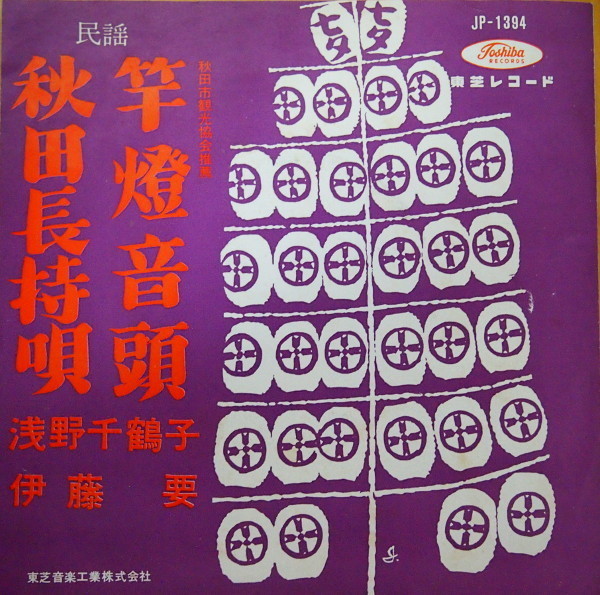 JP-1394
Toshiba
RECORDS
東芝レコード
七夕
七夕
民謡
秋田市観光協会推薦
竿燈音頭
秋田長持唄
浅野千鶴子
伊藤 要
東芝音楽工業株式会社